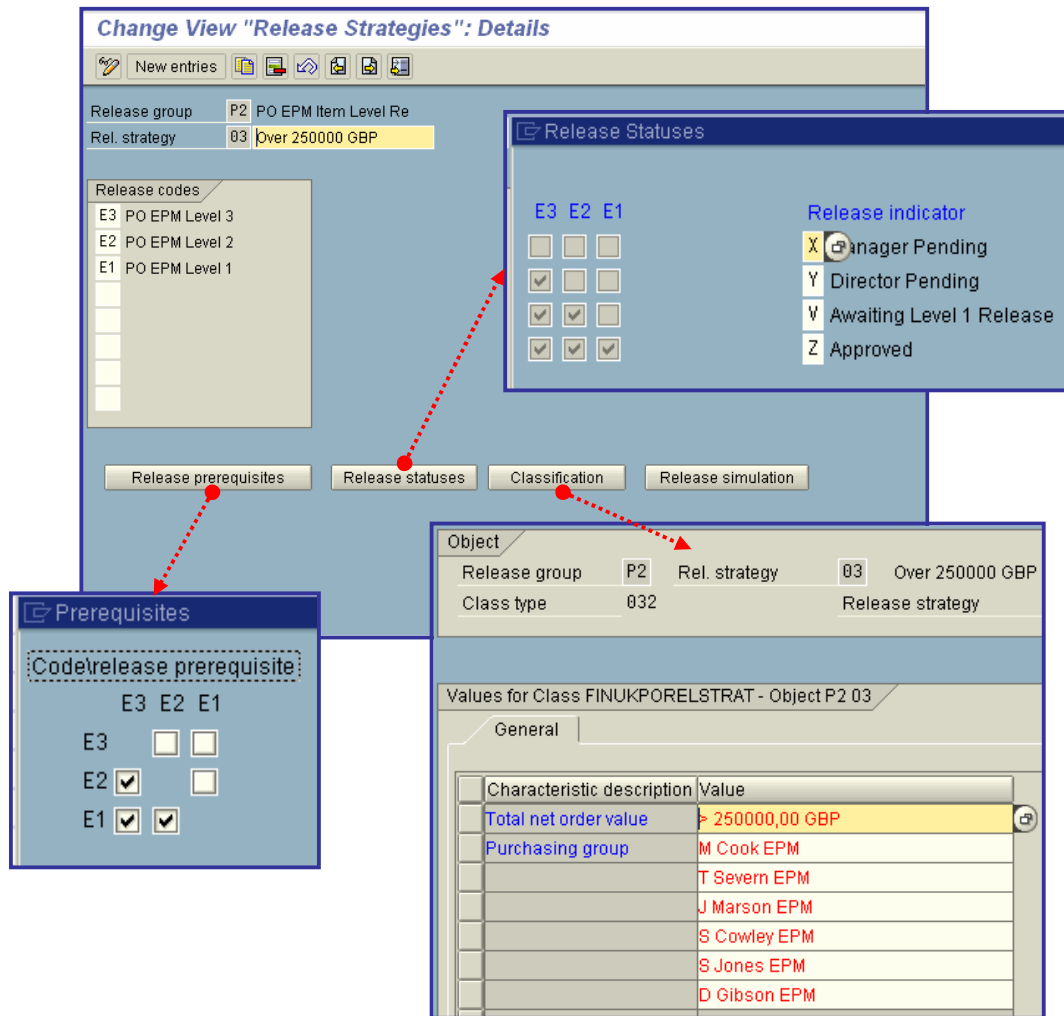 Change View "Release Strategies": Details
New entries
Release group P2 PO EPM Item Level Re
Rel. strategy 03 Over 250000 GBP
Release codes
E3 PO EPM Level 3
E2 PO EPM Level 2
E1 PO EPM Level 1
Release prerequisites Release statuses Classification Release simulation
Release Statuses
E3 E2 E1 Release indicator
X anager Pending
Y Director Pending
V Awaiting Level 1 Release
Z Approved
Prerequisites
Code\release prerequisite
E3 E2 E1
E3
E2
E1
Object
Release group P2 Rel. strategy 03 Over 250000 GBP
Class type 032 Release strategy
Values for Class FINUKPORELSTRAT - Object P2 03
General
Characteristic description Value
Total net order value > 250000,00 GBP
Purchasing group M Cook EPM
T Severn EPM
J Marson EPM
S Cowley EPM
S Jones EPM
D Gibson EPM